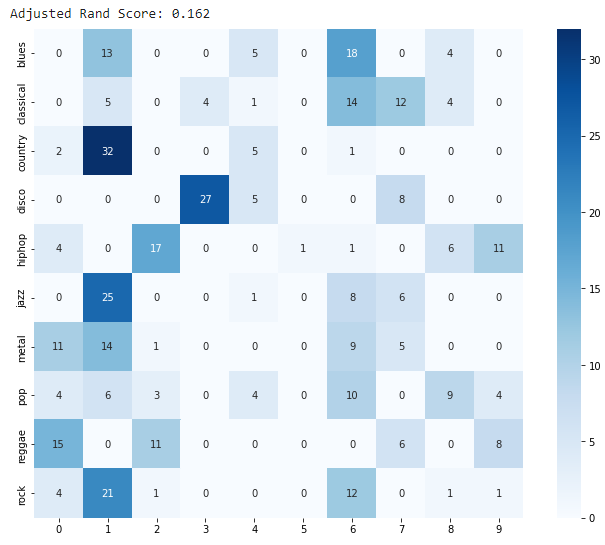 Adjusted Rand Score: 0.162
blues 0 13 0 0 5 0 18 0 4 0
classical 0 5 0 4 1 0 14 12 4 0
country 2 32 0 0 5 0 1 0 0 0
disco 0 0 0 27 5 0 0 8 0 0
hiphop 4 0 17 0 0 1 1 0 6 11
jazz 0 25 0 0 1 0 8 6 0 0
metal 11 14 1 0 0 0 9 5 0 0
pop 4 6 3 0 4 0 10 0 9 4
reggae 15 0 11 0 0 0 0 6 0 8
rock 4 21 1 0 0 0 12 0 1 1
0 1 2 3 4 5 6 7 8 9
30
25
20
15
10
5
0